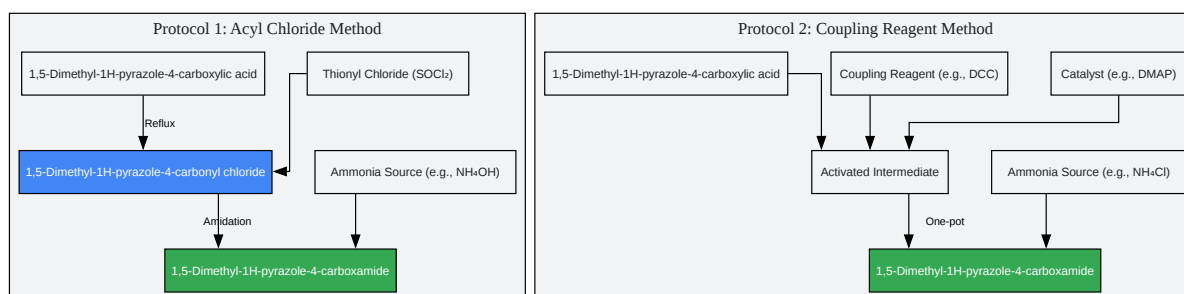 Protocol 1: Acyl Chloride Method
1,5-Dimethyl-1H-pyrazole-4-carboxylic acid
Thionyl Chloride (SOCl₂)
Reflux
1,5-Dimethyl-1H-pyrazole-4-carbonyl chloride
Ammonia Source (e.g., NH₄OH)
Amidation
1,5-Dimethyl-1H-pyrazole-4-carboxamide
Protocol 2: Coupling Reagent Method
1,5-Dimethyl-1H-pyrazole-4-carboxylic acid
Coupling Reagent (e.g., DCC)
Catalyst (e.g., DMAP)
Activated Intermediate
Ammonia Source (e.g., NH₄Cl)
One-pot
1,5-Dimethyl-1H-pyrazole-4-carboxamide